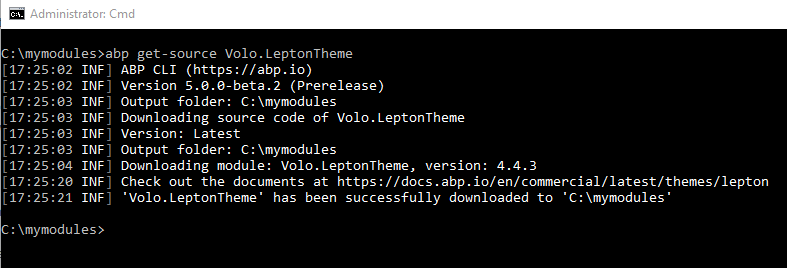 Administrator: Cmd
C:\mymodules>abp get-source Volo.LeptonTheme
[17:25:02 INF] ABP CLI (https://abp.io)
[17:25:02 INF] Version 5.0.0-beta.2 (Prerelease)
[17:25:03 INF] Output folder: C:\mymodules
[17:25:03 INF] Downloading source code of Volo.LeptonTheme
[17:25:03 INF] Version: Latest
[17:25:03 INF] Output folder: C:\mymodules
[17:25:04 INF] Downloading module: Volo.LeptonTheme, version: 4.4.3
[17:25:20 INF] Check out the documents at https://docs.abp.io/en/commercial/latest/themes/lepton
[17:25:21 INF] 'Volo.LeptonTheme' has been successfully downloaded to 'C:\mymodules'
C:\mymodules>